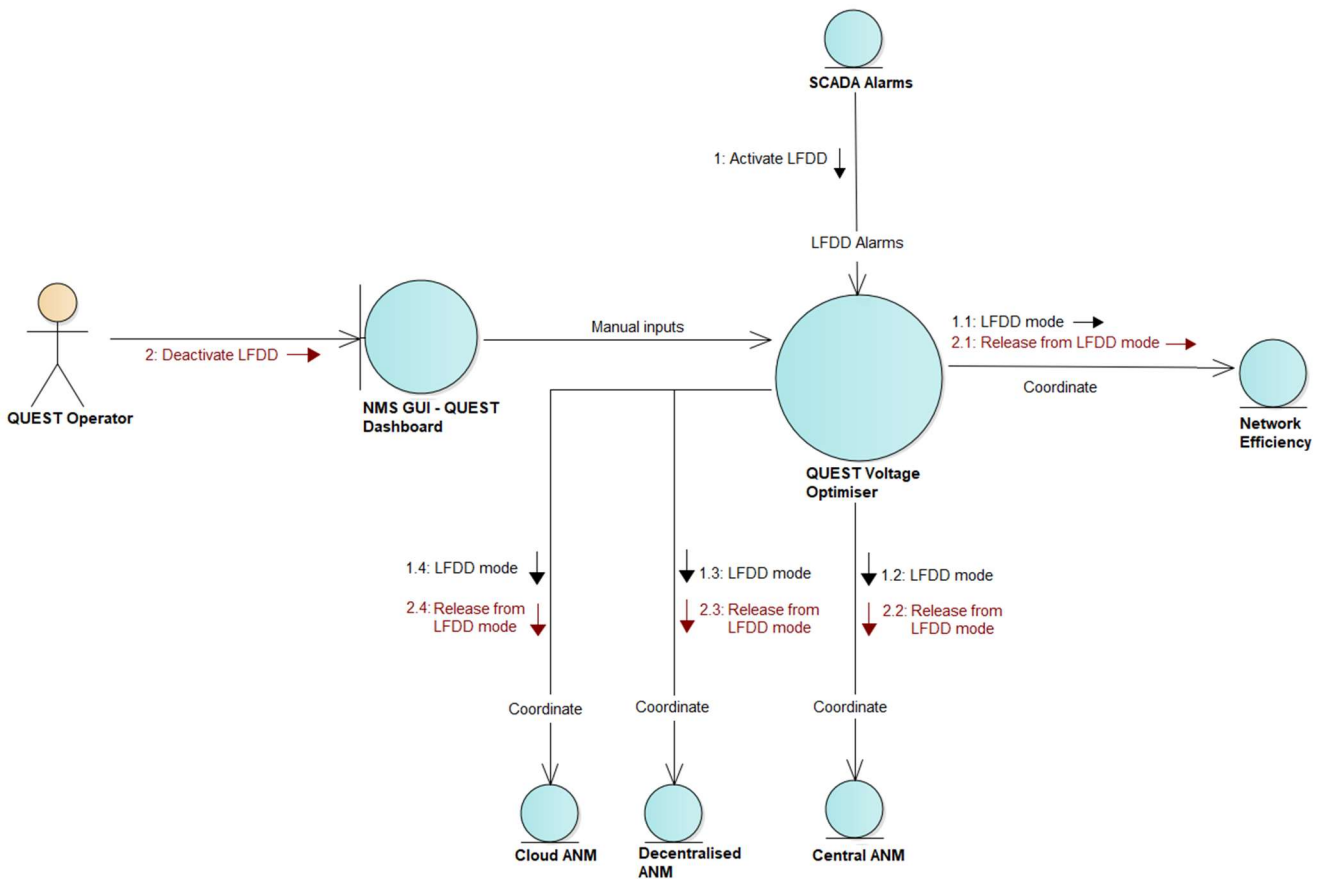 SCADA Alarms
1: Activate LFDD
LFDD Alarms
1.1: LFDD mode
2.1: Release from LFDD mode
Manual inputs
2: Deactivate LFDD
Coordinate
QUEST Operator
NMS GUI - QUEST
Dashboard
Network
Efficiency
QUEST Voltage
Optimiser
1.4: LFDD mode
1.3: LFDD mode
1.2: LFDD mode
2.4: Release from
LFDD mode
2.3: Release from
LFDD mode
2.2: Release from
LFDD mode
Coordinate
Coordinate
Coordinate
Cloud ANM
Decentralised
ANM
Central ANM